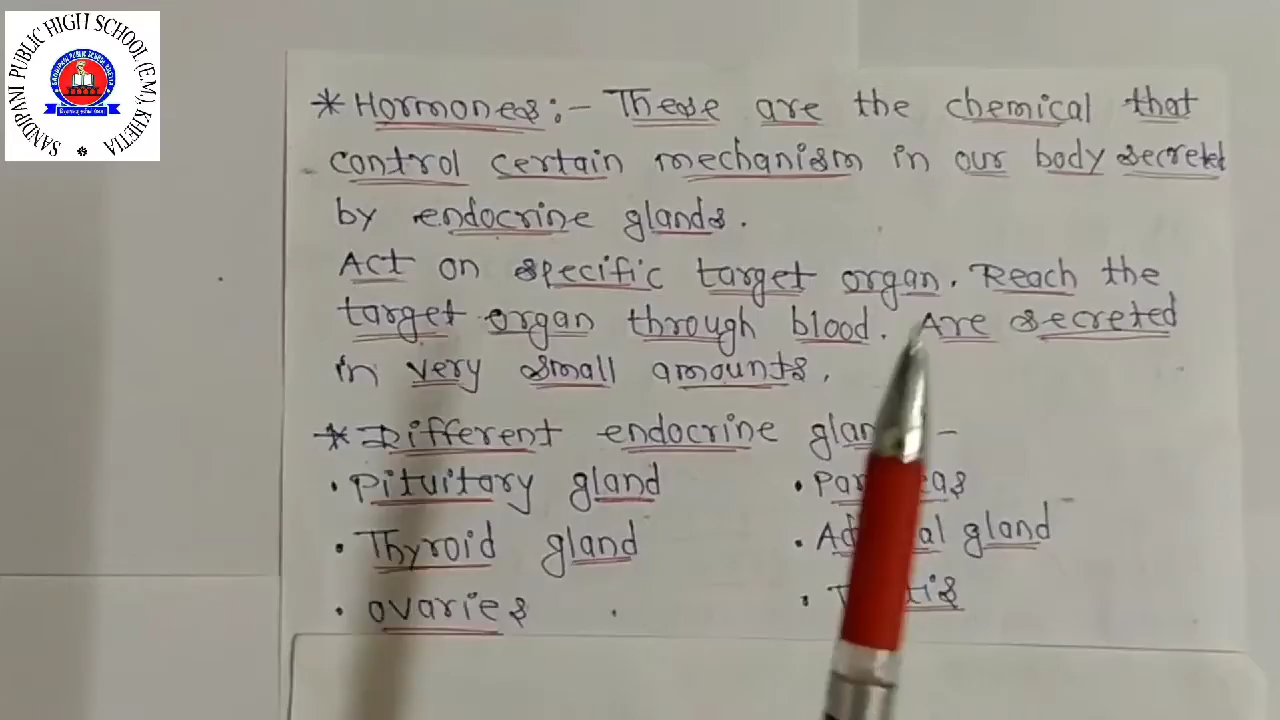 SANDIPANI PUBLIC HIGH SCHOOL (E.M.), KHETIA
* Hormones:- These are the chemical that
control certain mechanism in our body secreted
by endocrine glands.
Act on specific target organ. Reach the
target organ through blood. Are secreted
in very small amounts.
* Different endocrine -
• Pituitary gland
• Thyroid gland • gland
• Ovaries